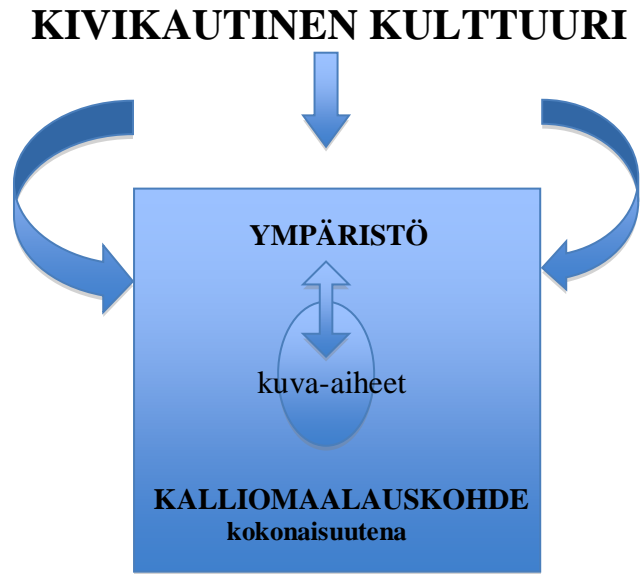 KIVIKAUTINEN KULTTUURI
YMPÄRISTÖ
kuva-aiheet
KALLIOMAALAUSKOHDE
kokonaisuutena